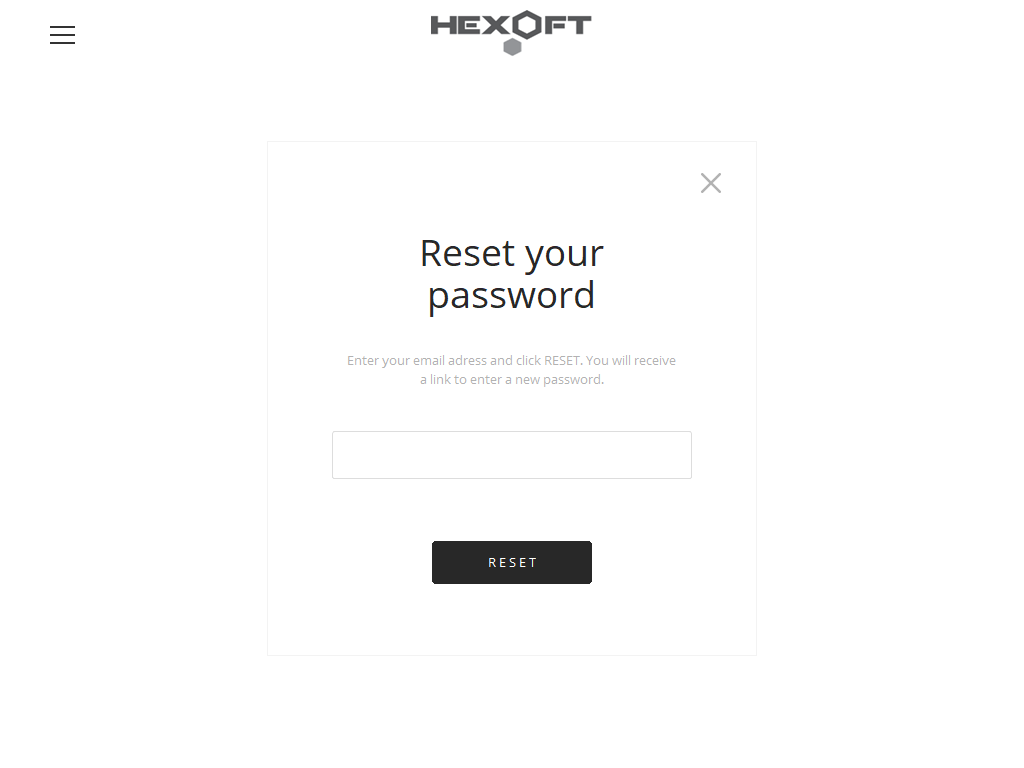 HEXOFT
Reset your
password
Enter your email adress and click RESET. You will receive
a link to enter a new password.
RESET